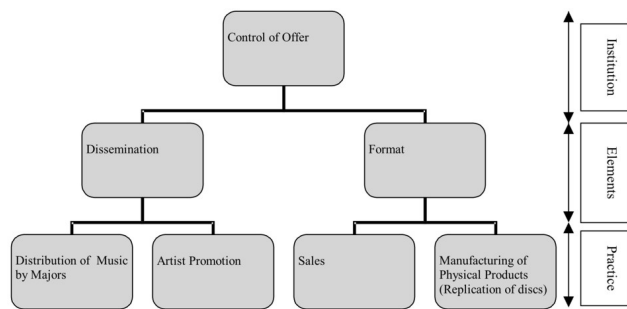 Control of Offer
Institution
Dissemination
Format
Elements
Distribution of Music
by Majors
Artist Promotion
Sales
Manufacturing of
Physical Products
(Replication of discs)
Practice